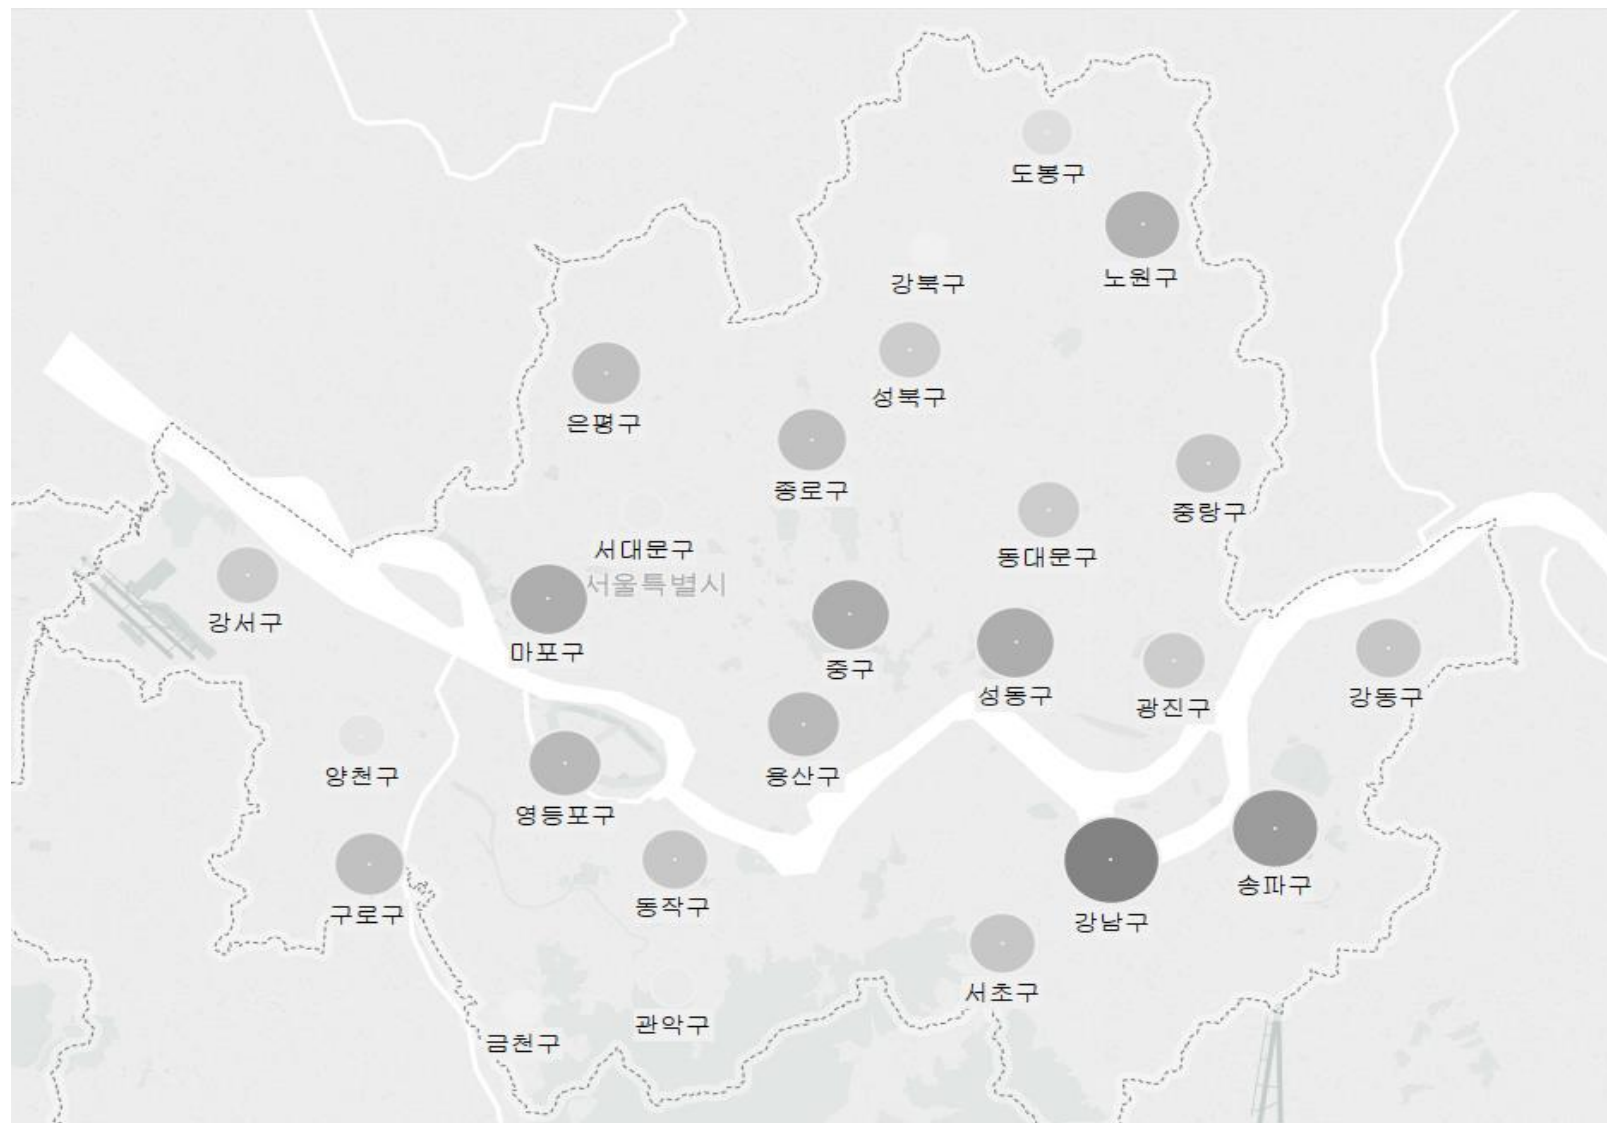 도봉구
노원구
강북구
성북구
은평구
종로구
중랑구
서대문구
동대문구
서울특별시
강서구
마포구
중구
성동구
광진구
강동구
양천구
용산구
영등포구
송파구
구로구
동작구
강남구
서초구
관악구
금천구